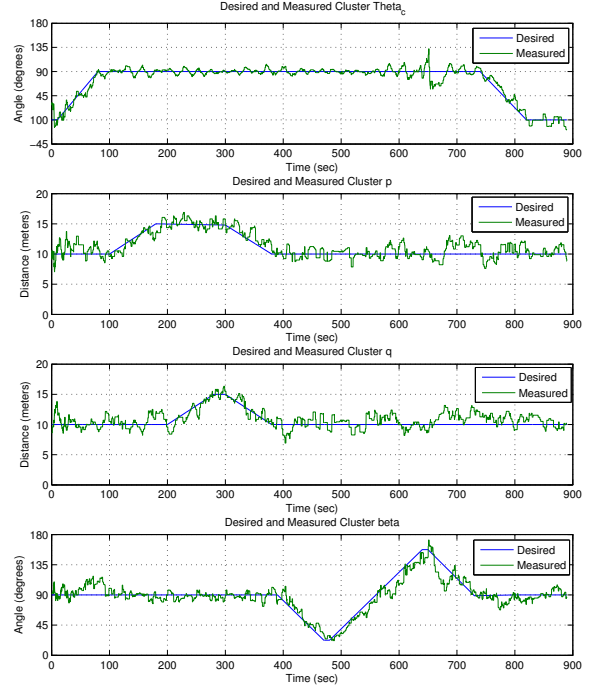 Desired and Measured Cluster Theta_c
180
135
90
45
100
−45
Angle (degrees)
Desired
Measured
0 100 200 300 400 500 600 700 800 900
Time (sec)
Desired and Measured Cluster p
20
15
10
5
0
Distance (meters)
Desired
Measured
0 100 200 300 400 500 600 700 800 900
Time (sec)
Desired and Measured Cluster q
20
15
10
5
0
Distance (meters)
Desired
Measured
0 100 200 300 400 500 600 700 800 900
Time (sec)
Desired and Measured Cluster beta
180
135
90
45
0
Angle (degrees)
Desired
Measured
0 100 200 300 400 500 600 700 800 900
Time (sec)